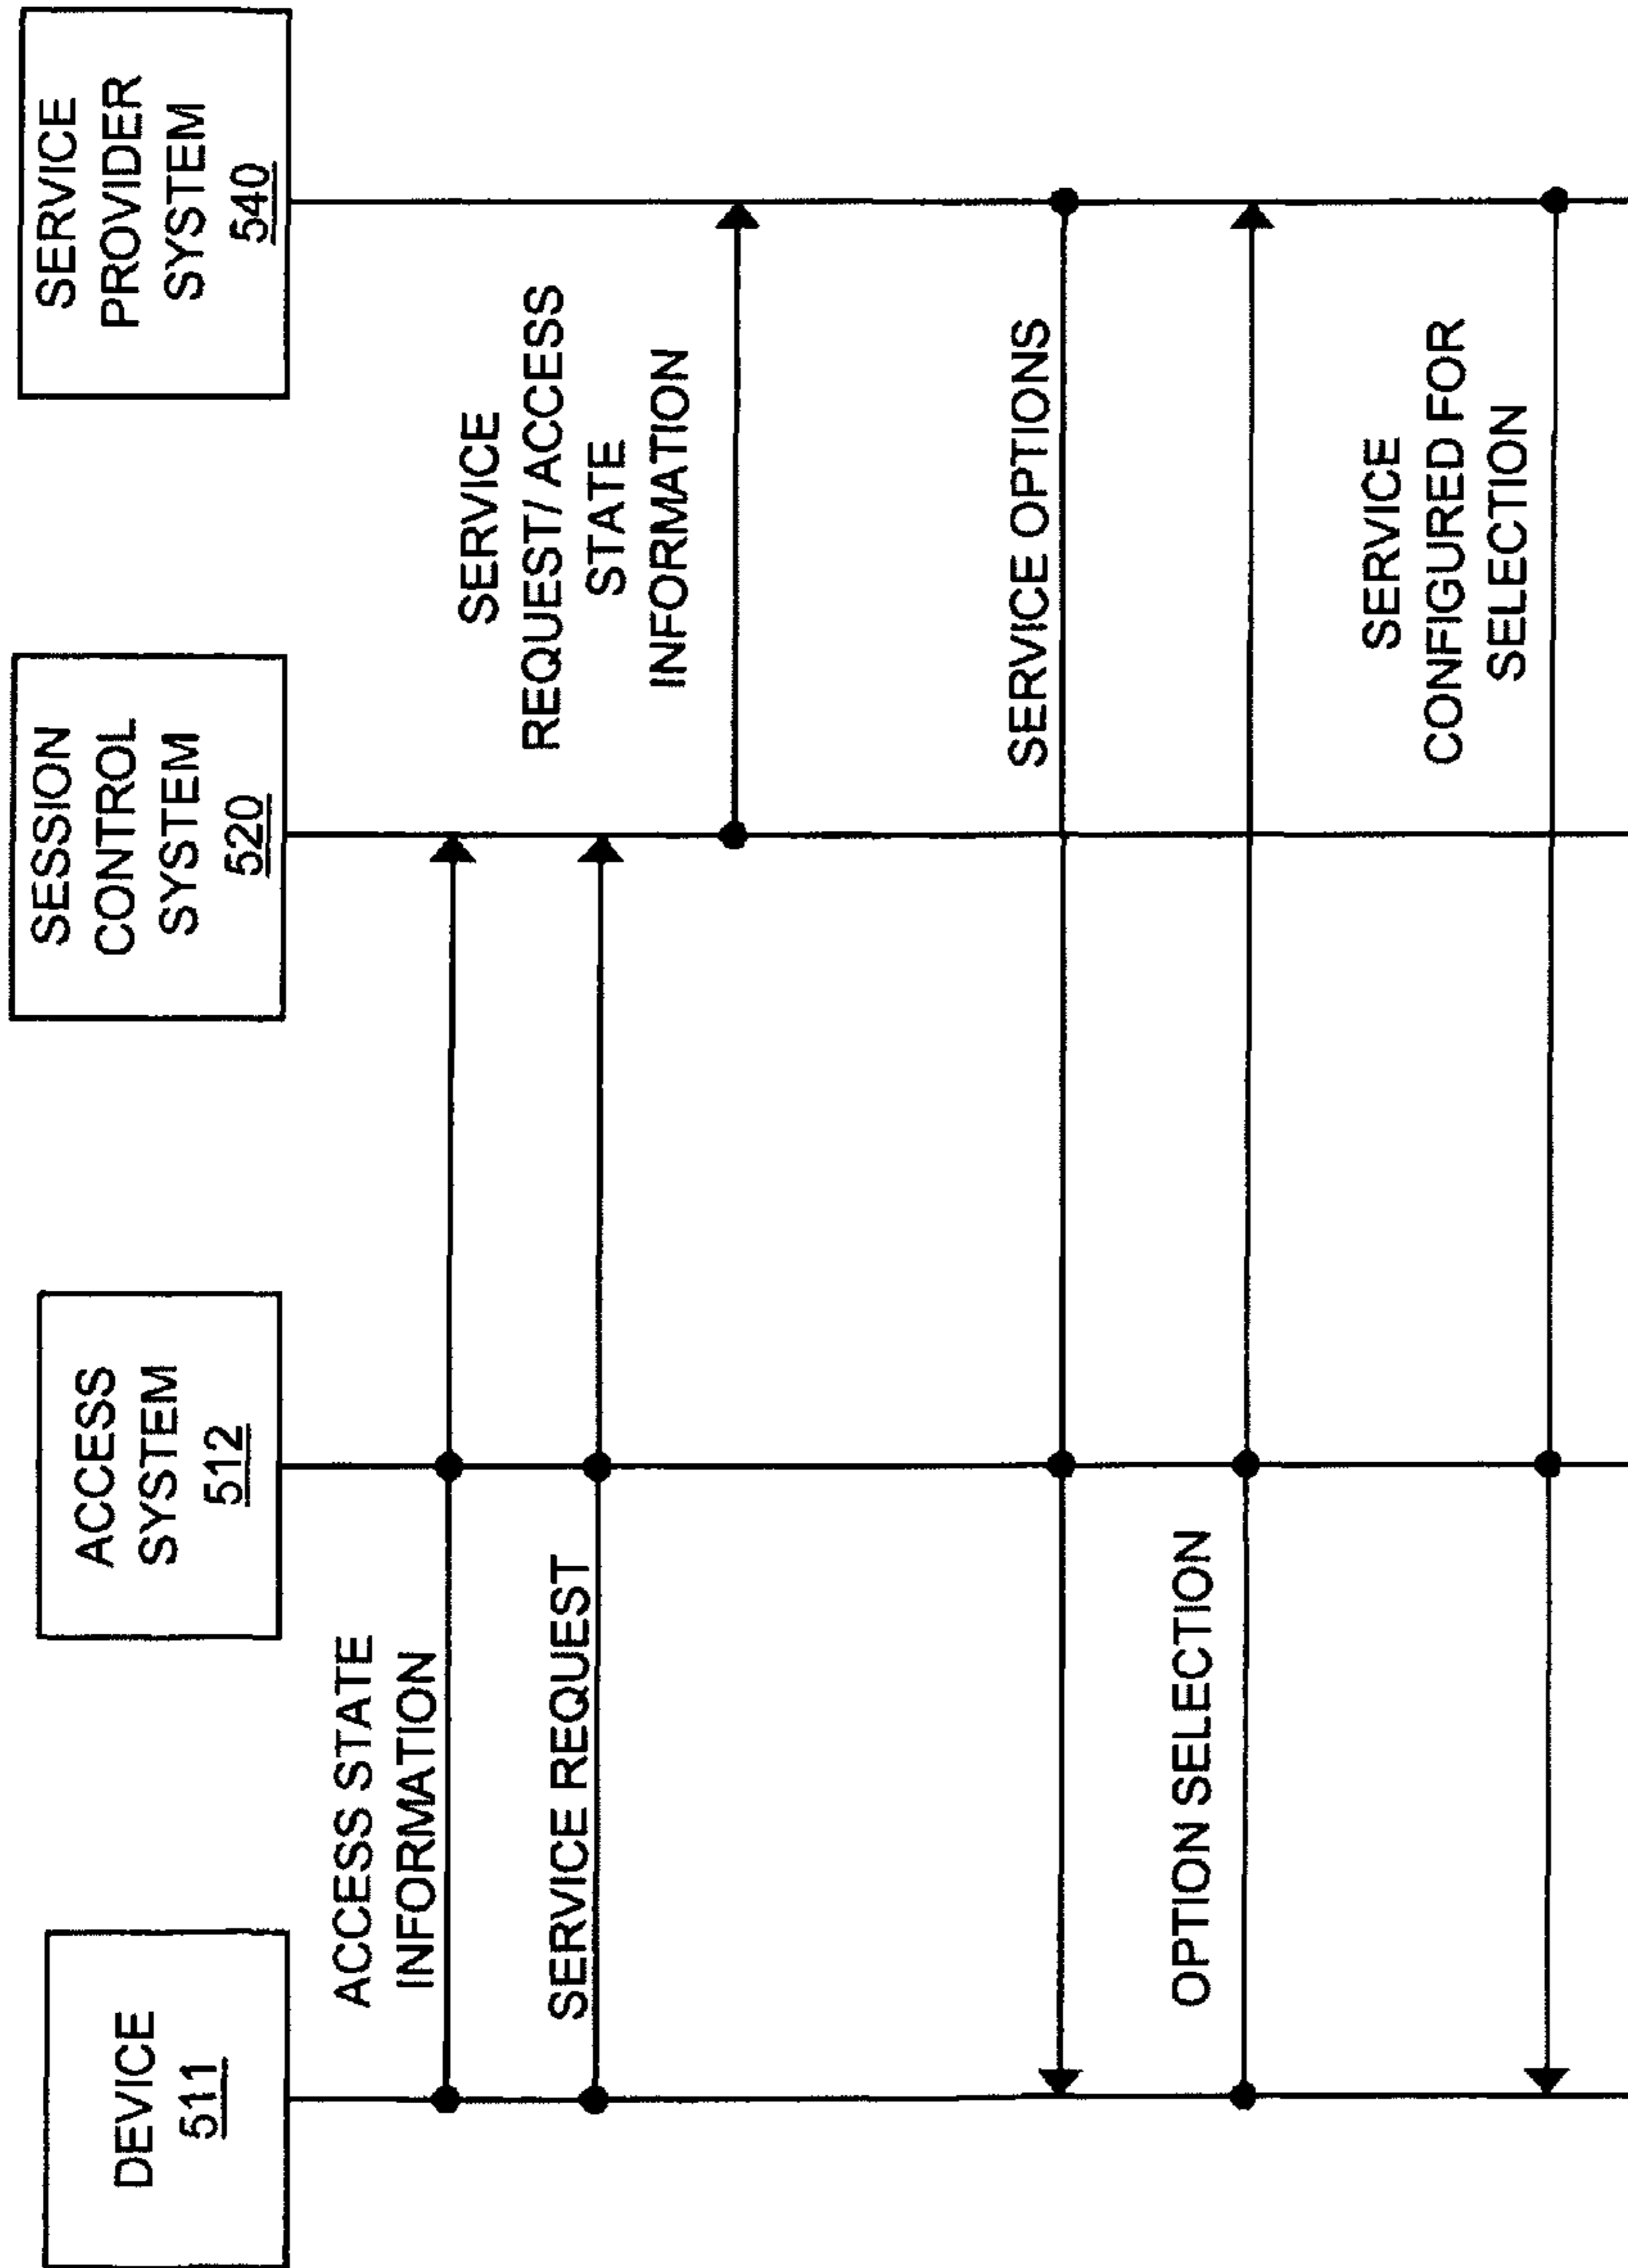 DEVICE
511
ACCESS
SYSTEM
512
SESSION
CONTROL
SYSTEM
520
SERVICE
PROVIDER
SYSTEM
540
ACCESS STATE
INFORMATION
SERVICE REQUEST
SERVICE
REQUEST/ ACCESS
STATE
INFORMATION
SERVICE OPTIONS
OPTION SELECTION
SERVICE
CONFIGURED FOR
SELECTION